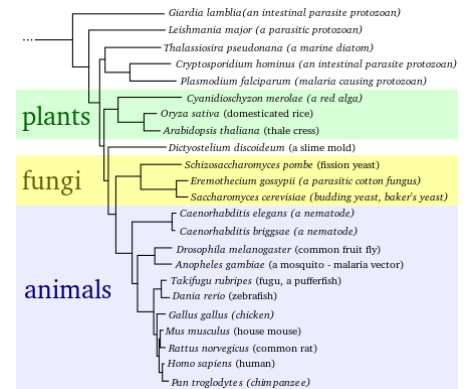 ...
Giardia lamblia(an intestinal parasite protozoan)
Leishmania major (a parasitic protozoan)
Thalassiosira pseudonana (a marine diatom)
Cryptosporidium hominus (an intestinal parasite protozoan)
Plasmodium falciparum (malaria causing protozoan)
plants
Cyanidioschyzon merolae (a red alga)
Oryza sativa (domesticated rice)
Arabidopsis thaliana (thale cress)
Dictyostelium discoideum (a slime mold)
fungi
Schizosaccharomyces pombe (fission yeast)
Eremothecium gossypii (a parasitic cotton fungus)
Saccharomyces cerevisiae (budding yeast, baker's yeast)
animals
Caenorhabditis elegans (a nematode)
Caenorhabditis briggsae (a nematode)
Drosophila melanogaster (common fruit fly)
Anopheles gambiae (a mosquito - malaria vector)
Takifugu rubripes (fugu, a pufferfish)
Dania rerio (zebrafish)
Gallus gallus (chicken)
Mus musculus (house mouse)
Rattus norvegicus (common rat)
Homo sapiens (human)
Pan troglodytes (chimpanzee)